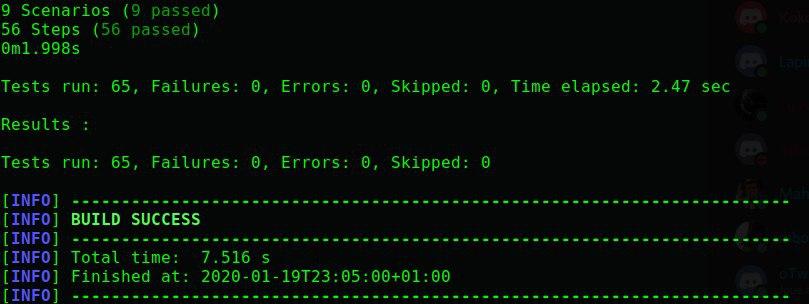 9 Scenarios (9 passed)
56 Steps (56 passed)
0m1.998s
Tests run: 65, Failures: 0, Errors: 0, Skipped: 0, Time elapsed: 2.47 sec
Results :
Tests run: 65, Failures: 0, Errors: 0, Skipped: 0
[INFO] ------------------------------------------------------------------------
[INFO] BUILD SUCCESS
[INFO] ------------------------------------------------------------------------
[INFO] Total time:  7.516 s
[INFO] Finished at: 2020-01-19T23:05:00+01:00
[INFO] ------------------------------------------------------------------------